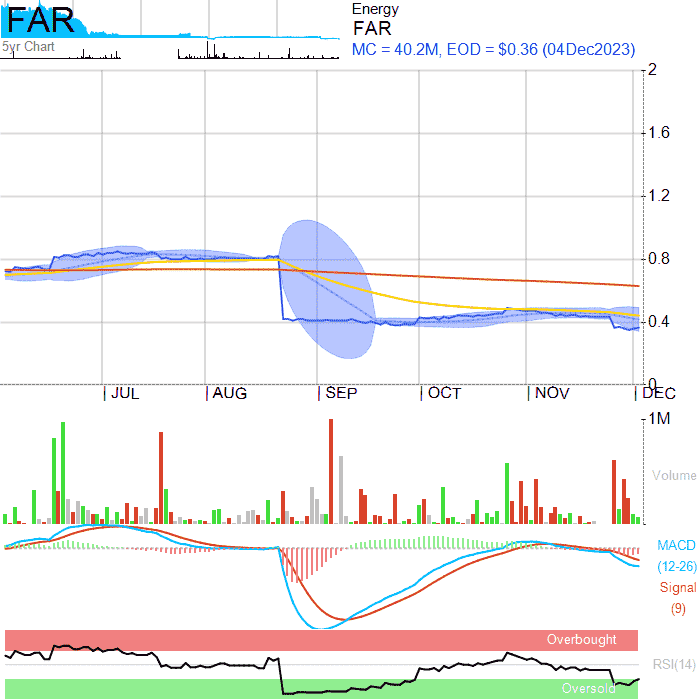 FAR
5yr Chart
Energy
FAR
MC = 40.2M, EOD = $0.36 (04Dec2023)
2
1.6
1.2
0.8
0.4
0
JUL AUG SEP OCT NOV DEC
1M
Volume
MACD
(12-26)
Signal
(9)
Overbought
RSI(14)
Oversold